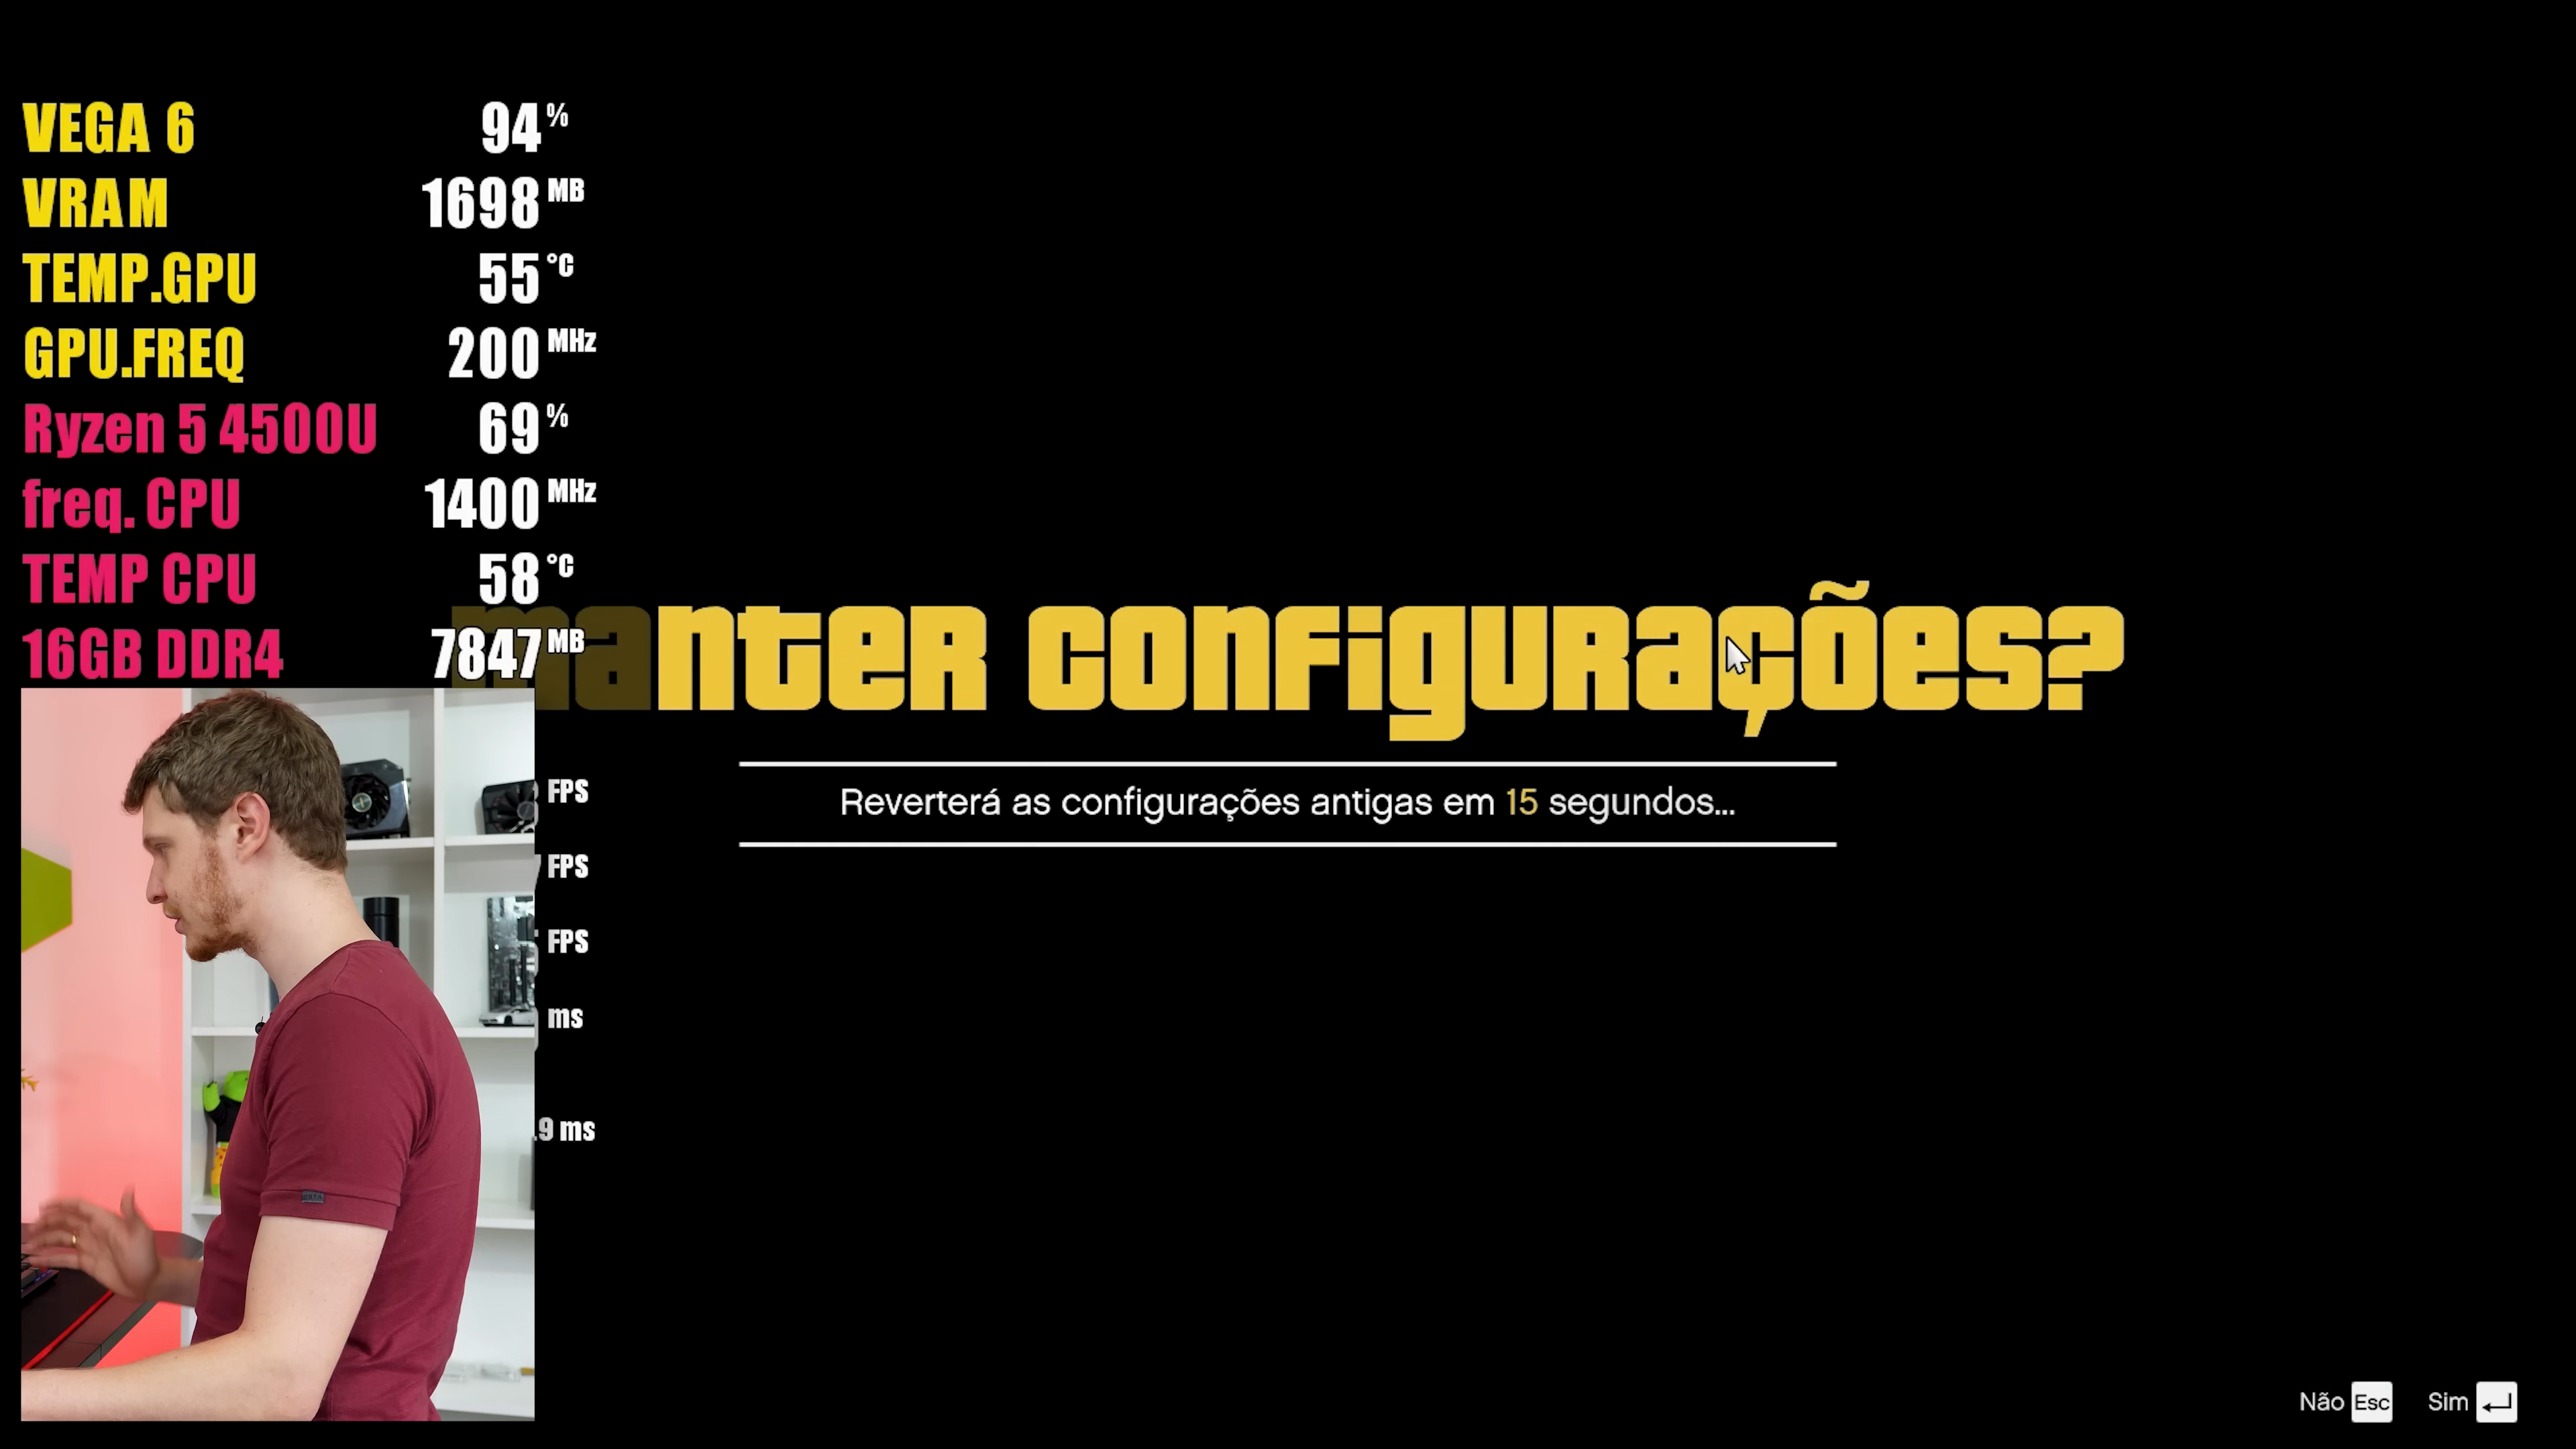 VEGA 6 94 %
VRAM 1698 MB
TEMP.GPU 55 °C
GPU.FREQ 200 MHz
Ryzen 5 4500U 69 %
freq. CPU 1400 MHz
TEMP CPU 58 °C
16GB DDR4 7847 MB
manter configurações?
Reverterá as configurações antigas em 15 segundos...
FPS
FPS
FPS
ms
.9 ms
Não Esc Sim